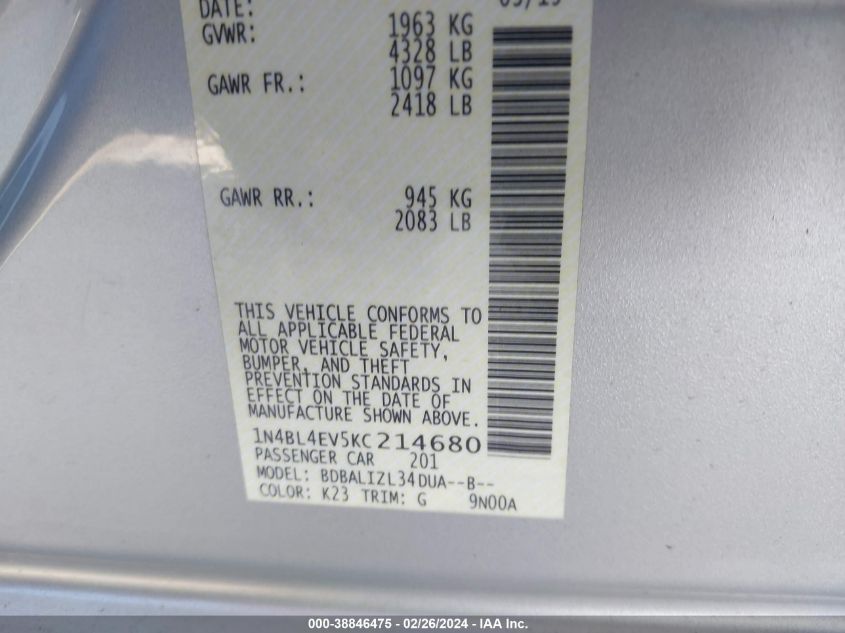 DATE:
GVWR: 1963 KG
4328 LB
GAWR FR.: 1097 KG
2418 LB
GAWR RR.: 945 KG
2083 LB
THIS VEHICLE CONFORMS TO
ALL APPLICABLE FEDERAL
MOTOR VEHICLE SAFETY,
BUMPER, AND THEFT
PREVENTION STANDARDS IN
EFFECT ON THE DATE OF
MANUFACTURE SHOWN ABOVE.
1N4BL4EV5KC214680
PASSENGER CAR 201
MODEL: BDBALIZL34DUA--B--
COLOR: K23 TRIM: G 9N00A
000-38846475 - 02/26/2024 - IAA Inc.